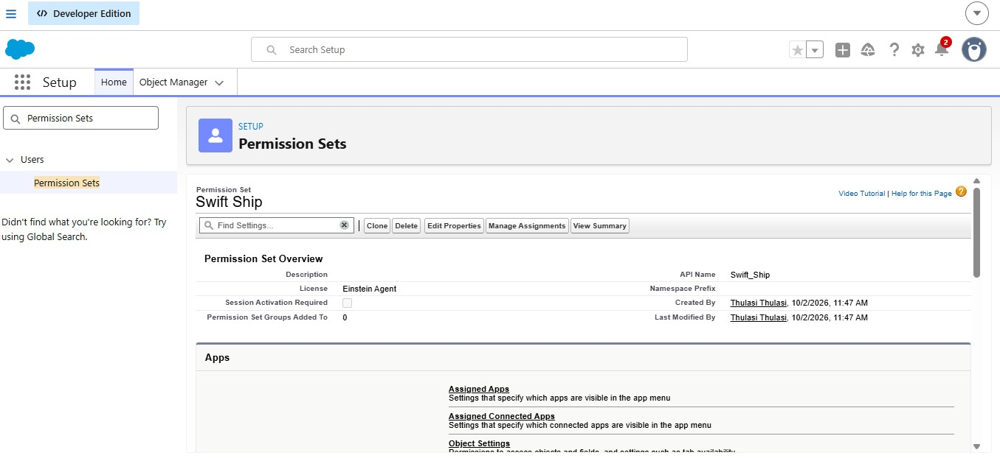 </> Developer Edition
Search Setup
2
Setup
Home
Object Manager
Permission Sets
Users
Permission Sets
Didn't find what you're looking for? Try
using Global Search.
SETUP
Permission Sets
Permission Set
Swift Ship
Video Tutorial | Help for this Page
Find Settings...
Clone
Delete
Edit Properties
Manage Assignments
View Summary
Permission Set Overview
Description
API Name Swift_Ship
License Einstein Agent
Namespace Prefix
Session Activation Required
Created By Thulasi Thulasi, 10/2/2026, 11:47 AM
Permission Set Groups Added To 0
Last Modified By Thulasi Thulasi, 10/2/2026, 11:47 AM
Apps
Assigned Apps
Settings that specify which apps are visible in the app menu
Assigned Connected Apps
Settings that specify which connected apps are visible in the app menu
Object Settings
Permissions to access objects and fields, and settings such as tab availability